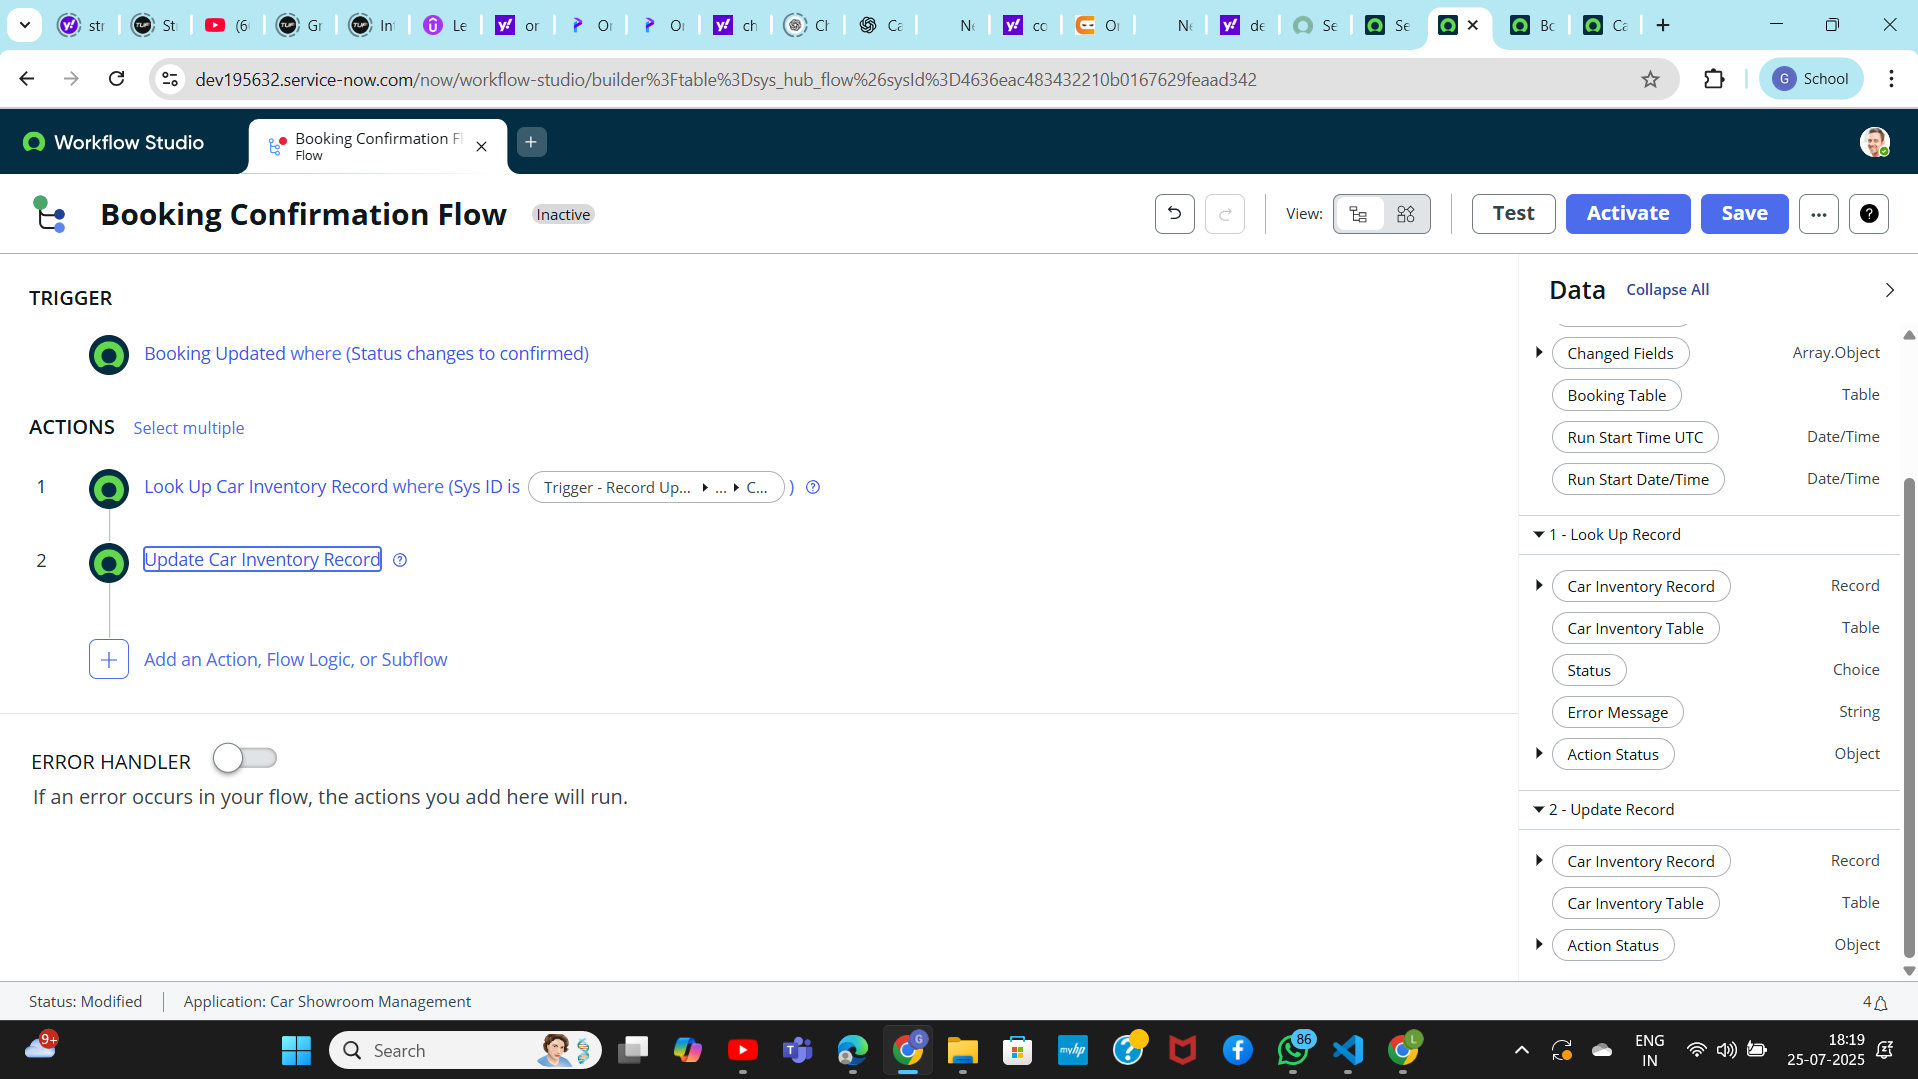 str
St
(6
Gr
Int
Le
or
Or
Or
ch
Ch
Ca
Ne
co
Or
Ne
de
Se
Se
Bo
Ca
dev195632.service-now.com/now/workflow-studio/builder%3Ftable%3Dsys_hub_flow%26sysId%3D4636eac483432210b0167629feaad342
G School
Workflow Studio
Booking Confirmation Fl
Flow
Booking Confirmation Flow
Inactive
View:
Test
Activate
Save
TRIGGER
Booking Updated where (Status changes to confirmed)
ACTIONS
Select multiple
1
Look Up Car Inventory Record where (Sys ID is Trigger - Record Up... ... C... )
2
Update Car Inventory Record
Add an Action, Flow Logic, or Subflow
ERROR HANDLER
If an error occurs in your flow, the actions you add here will run.
Data
Collapse All
Changed Fields Array.Object
Booking Table Table
Run Start Time UTC Date/Time
Run Start Date/Time Date/Time
1 - Look Up Record
Car Inventory Record Record
Car Inventory Table Table
Status Choice
Error Message String
Action Status Object
2 - Update Record
Car Inventory Record Record
Car Inventory Table Table
Action Status Object
Status: Modified
Application: Car Showroom Management
4
9+
Search
myhp
G
86
L
ENG
IN
18:19
25-07-2025